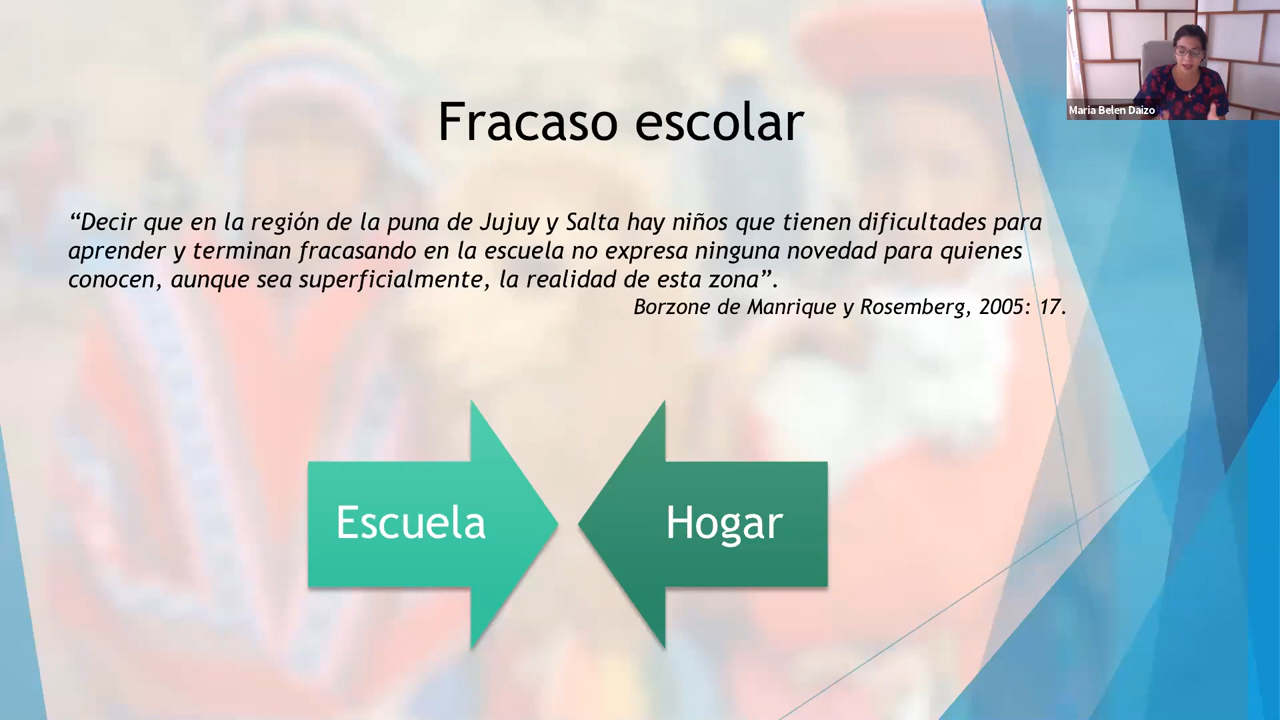 Fracaso escolar
“Decir que en la región de la puna de Jujuy y Salta hay niños que tienen dificultades para
aprender y terminan fracasando en la escuela no expresa ninguna novedad para quienes
conocen, aunque sea superficialmente, la realidad de esta zona”.
Borzone de Manrique y Rosemberg, 2005: 17.
Escuela
Hogar
Maria Belen Daizo